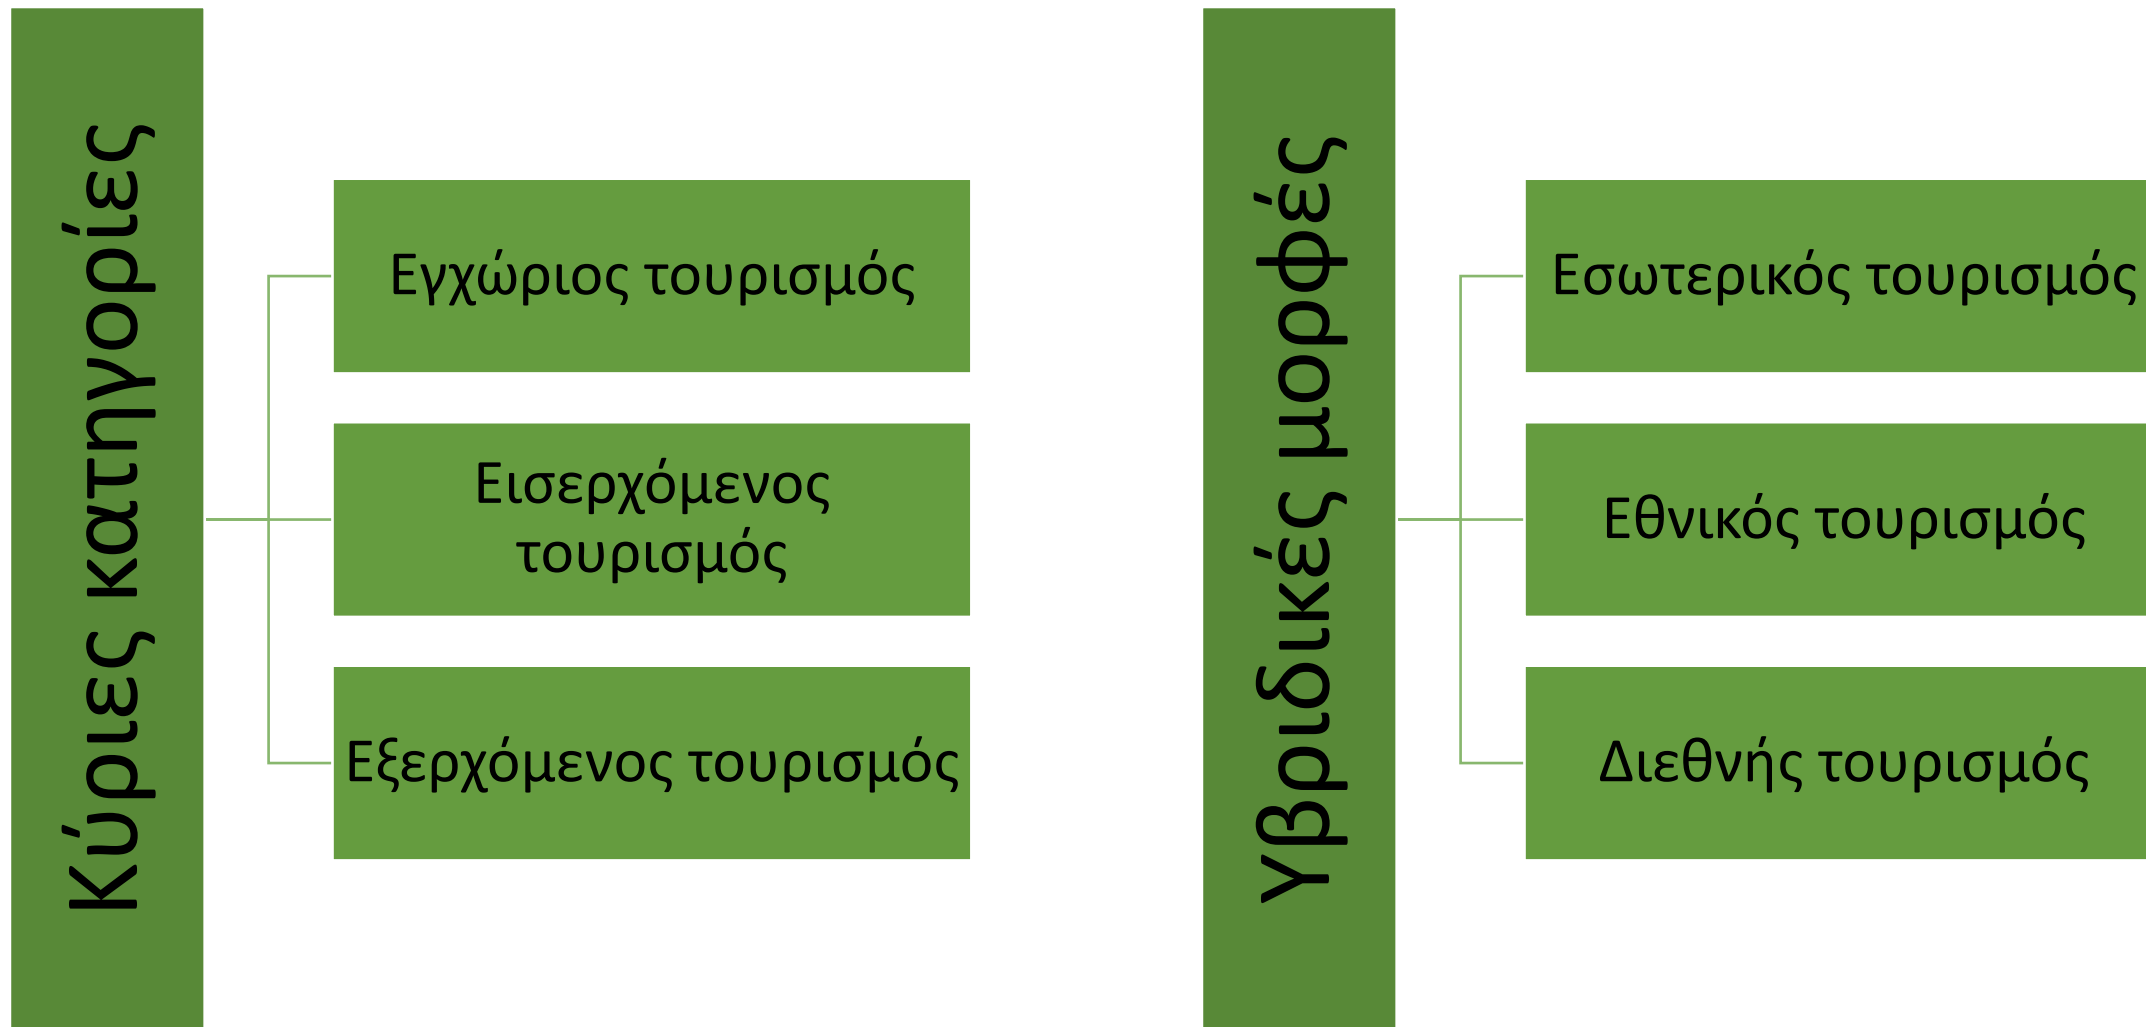 Κύριες κατηγορίες
Εγχώριος τουρισμός
Εισερχόμενος
τουρισμός
Εξερχόμενος τουρισμός
Υβριδικές μορφές
Εσωτερικός τουρισμός
Εθνικός τουρισμός
Διεθνής τουρισμός